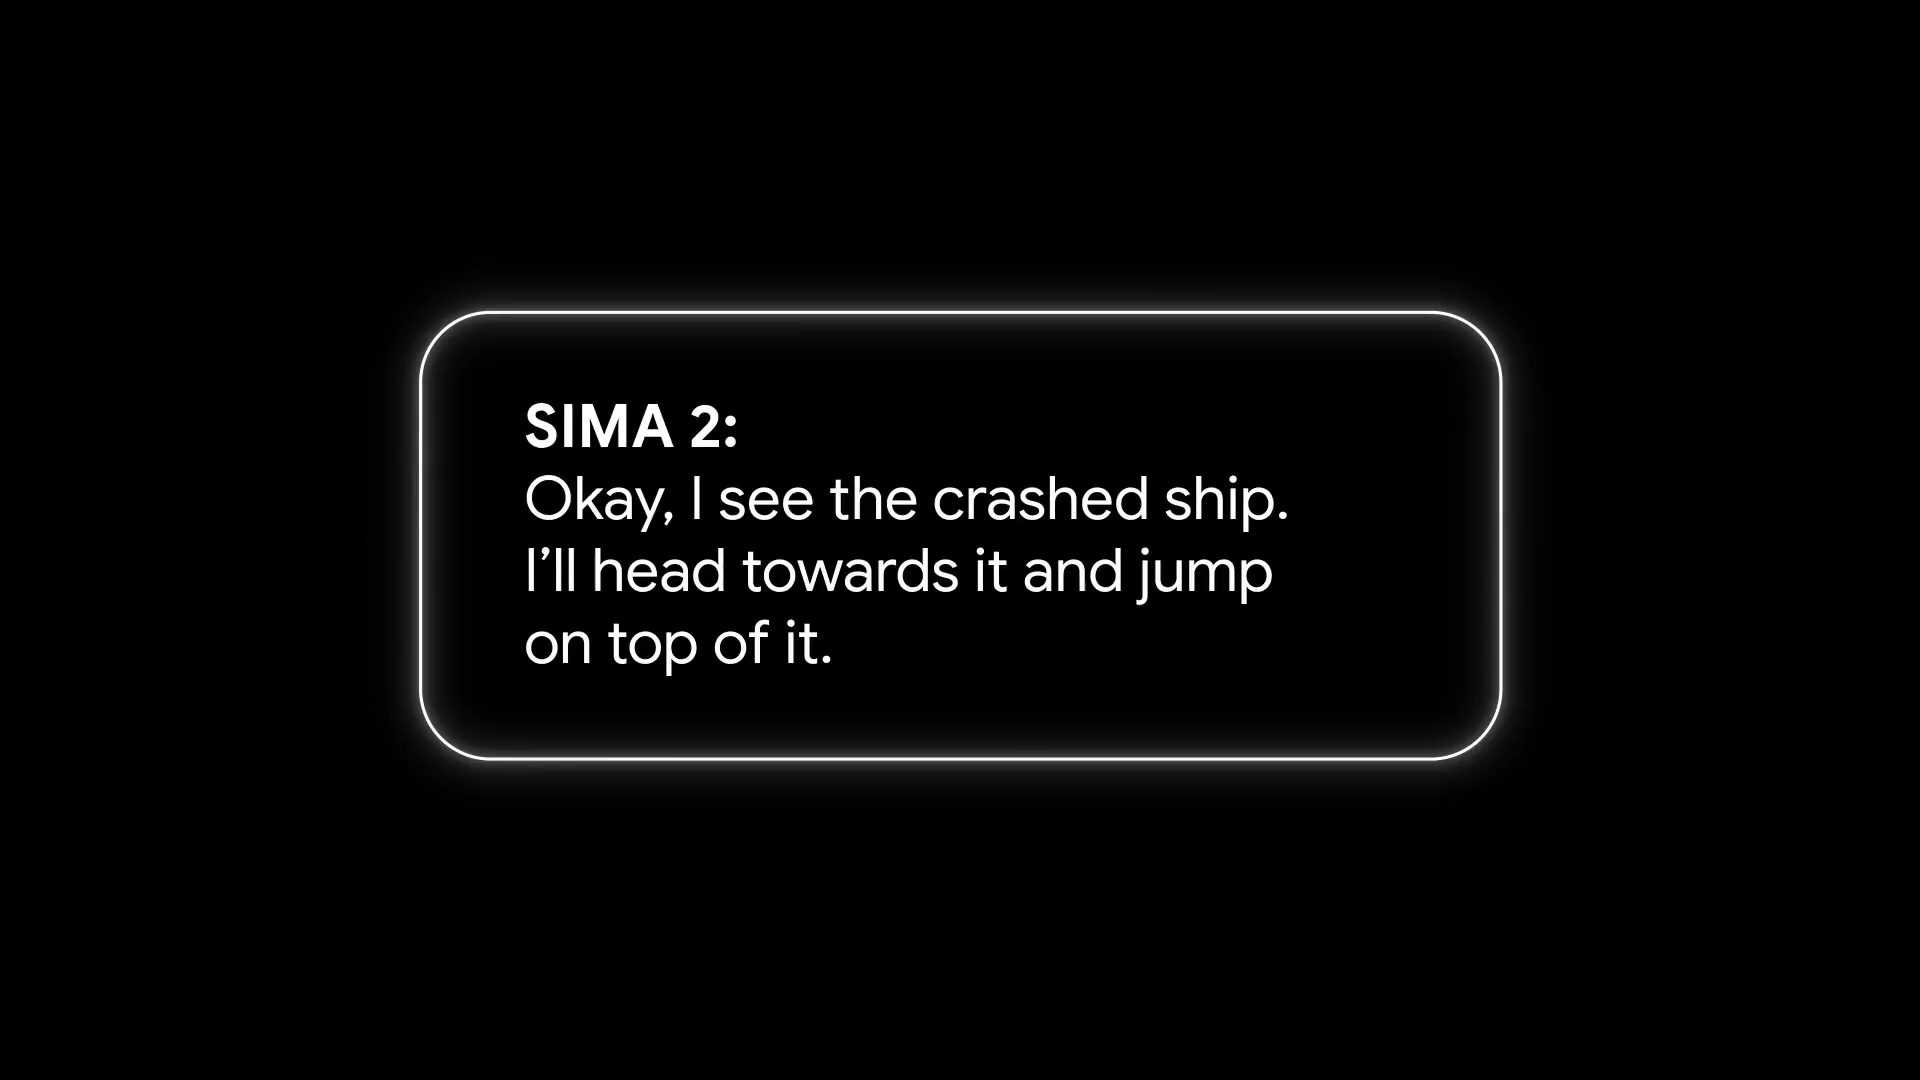 SIMA 2:
Okay, I see the crashed ship.
I’ll head towards it and jump
on top of it.